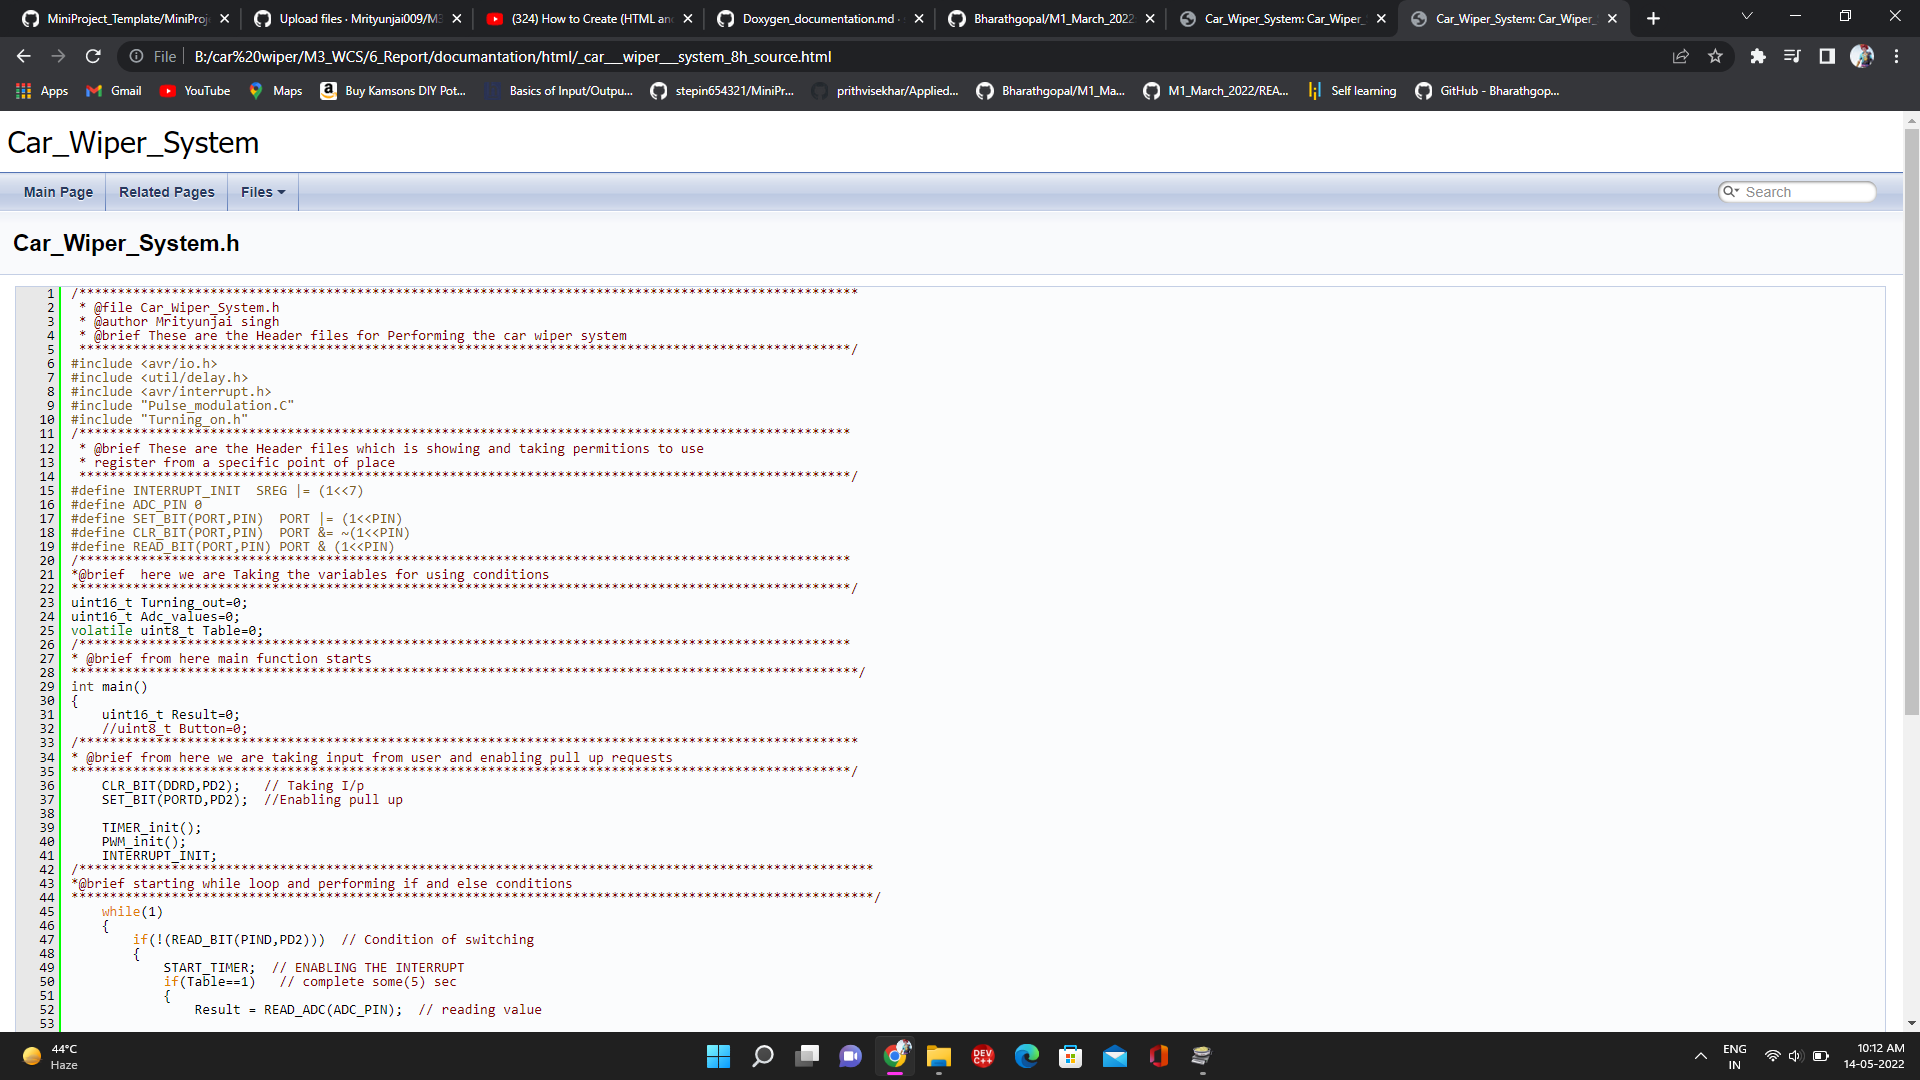 MiniProject_Template/MiniProj
Upload files · Mrityunjai009/M3
(324) How to Create (HTML and
Doxygen_documentation.md ·
Bharathgopal/M1_March_2022
Car_Wiper_System: Car_Wiper_
Car_Wiper_System: Car_Wiper_
File
B:/car%20wiper/M3_WCS/6_Report/documantation/html/_car___wiper___system_8h_source.html
Apps
Gmail
YouTube
Maps
Buy Kamsons DIY Pot...
Basics of Input/Outpu...
stepin654321/MiniPr...
prithvisekhar/Applied...
Bharathgopal/M1_Ma...
M1_March_2022/REA...
Self learning
GitHub - Bharathgop...
Car_Wiper_System
Main Page
Related Pages
Files
Search
Car_Wiper_System.h
1 /*****************************************************************************************************
2 * @file Car_Wiper_System.h
3 * @author Mrityunjai singh
4 * @brief These are the Header files for Performing the car wiper system
5 ****************************************************************************************************/
6 #include <avr/io.h>
7 #include <util/delay.h>
8 #include <avr/interrupt.h>
9 #include "Pulse_modulation.C"
10 #include "Turning_on.h"
11 /****************************************************************************************************
12 * @brief These are the Header files which is showing and taking permitions to use
13 * register from a specific point of place
14 ****************************************************************************************************/
15 #define INTERRUPT_INIT  SREG |= (1<<7)
16 #define ADC_PIN 0
17 #define SET_BIT(PORT,PIN)  PORT |= (1<<PIN)
18 #define CLR_BIT(PORT,PIN)  PORT &= ~(1<<PIN)
19 #define READ_BIT(PORT,PIN) PORT & (1<<PIN)
20 /****************************************************************************************************
21 *@brief  here we are Taking the variables for using conditions
22 *****************************************************************************************************/
23 uint16_t Turning_out=0;
24 uint16_t Adc_values=0;
25 volatile uint8_t Table=0;
26 /****************************************************************************************************
27 * @brief from here main function starts
28 ******************************************************************************************************/
29 int main()
30 {
31 uint16_t Result=0;
32 //uint8_t Button=0;
33 /*****************************************************************************************************
34 * @brief from here we are taking input from user and enabling pull up requests
35 *****************************************************************************************************/
36 CLR_BIT(DDRD,PD2);   // Taking I/p
37 SET_BIT(PORTD,PD2);  //Enabling pull up
38
39 TIMER_init();
40 PWM_init();
41 INTERRUPT_INIT;
42 /*******************************************************************************************************
43 *@brief starting while loop and performing if and else conditions
44 ********************************************************************************************************/
45 while(1)
46 {
47 if(!(READ_BIT(PIND,PD2)))  // Condition of switching
48 {
49 START_TIMER;  // ENABLING THE INTERRUPT
50 if(Table==1)   // complete some(5) sec
51 {
52 Result = READ_ADC(ADC_PIN);  // reading value
53
44°C
Haze
DEV C++
ENG
IN
10:12 AM
14-05-2022